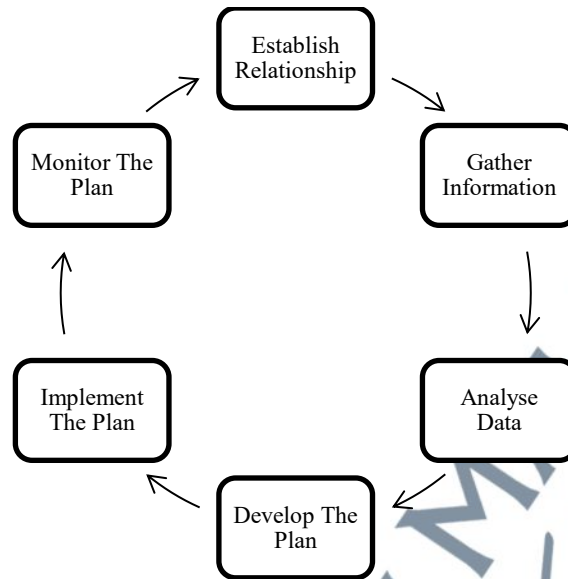 Establish
Relationship
Gather
Information
Analyse
Data
Develop The
Plan
Implement
The Plan
Monitor The
Plan